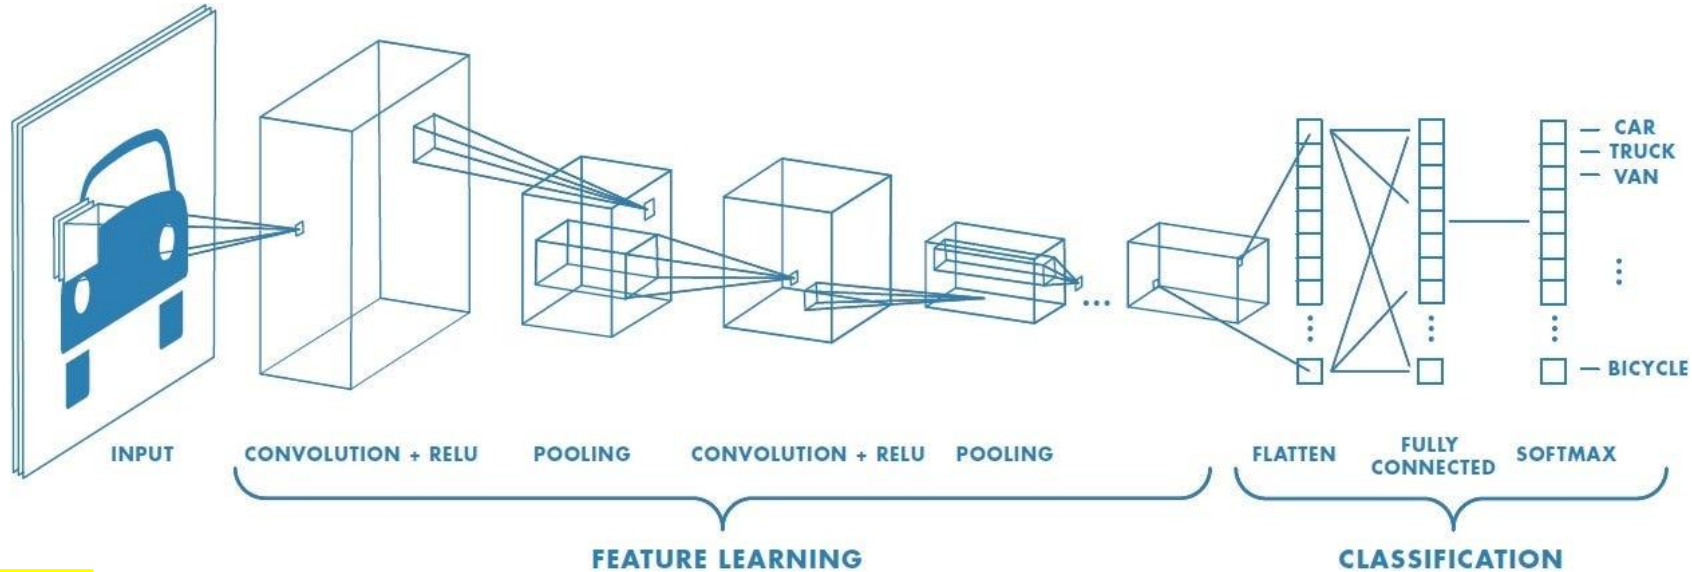 CAR
TRUCK
VAN
BICYCLE
INPUT
CONVOLUTION + RELU
POOLING
CONVOLUTION + RELU
POOLING
FLATTEN
FULLY
CONNECTED
SOFTMAX
FEATURE LEARNING
CLASSIFICATION